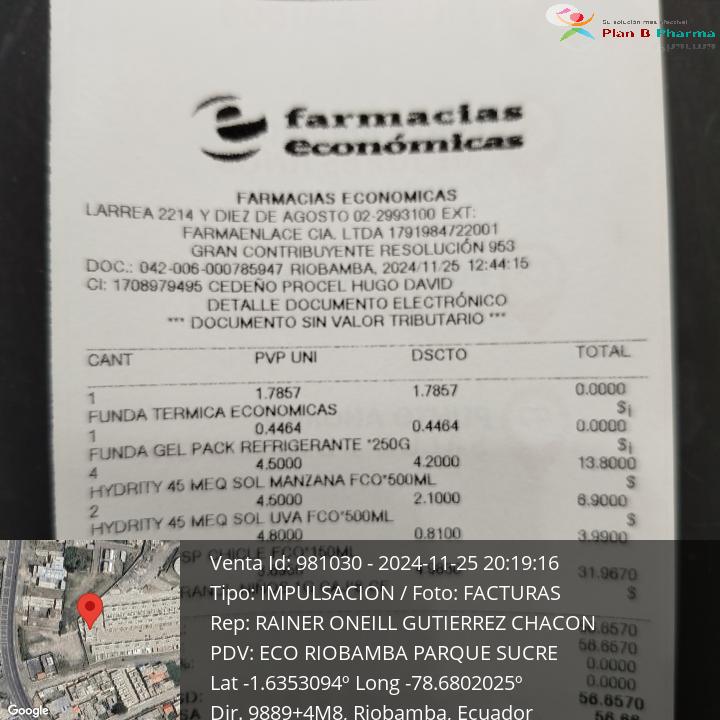 Su solución más efectiva!
Plan B Pharma
farmacias
económicas
FARMACIAS ECONOMICAS
LARREA 2214 Y DIEZ DE AGOSTO 02-2993100 EXT:
FARMAENLACE CIA. LTDA 1791984722001
GRAN CONTRIBUYENTE RESOLUCIÓN 953
DOC.: 042-006-000785947 RIOBAMBA, 2024/11/25 12:44:15
CI: 1708979495 CEDEÑO PROCEL HUGO DAVID
DETALLE DOCUMENTO ELECTRÓNICO
*** DOCUMENTO SIN VALOR TRIBUTARIO ***
CANT PVP UNI DSCTO TOTAL
1 1.7857 1.7857 0.0000
FUNDA TERMICA ECONOMICAS $¡
1 0.4464 0.4464 0.0000
FUNDA GEL PACK REFRIGERANTE *250G $¡
4 4.5000 4.2000 13.8000
HYDRITY 45 MEQ SOL MANZANA FCO*500ML $
2 4.5000 2.1000 6.9000
HYDRITY 45 MEQ SOL UVA FCO*500ML $
4.8000 0.8100 3.9900
SP CHICLE FCO*150ML
31.9670
$
56.6570
56.6570
0.0000
0.0000
56.6570
Venta Id: 981030 - 2024-11-25 20:19:16
Tipo: IMPULSACION / Foto: FACTURAS
Rep: RAINER ONEILL GUTIERREZ CHACON
PDV: ECO RIOBAMBA PARQUE SUCRE
Lat -1.6353094º Long -78.6802025º
Dir. 9889+4M8, Riobamba, Ecuador
Google